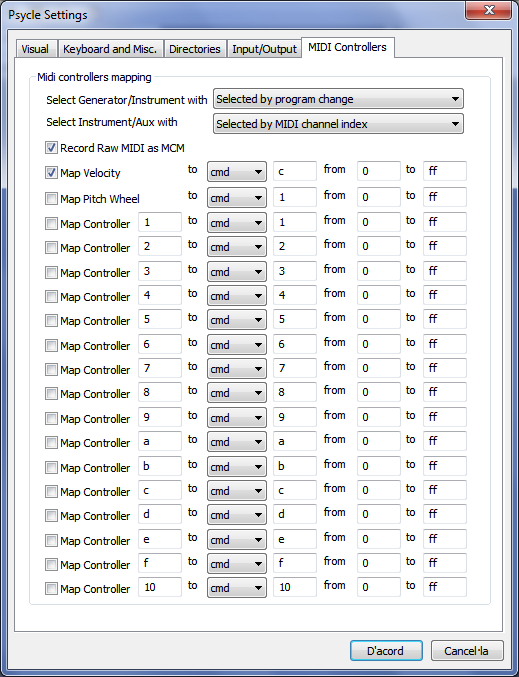 Psycle Settings
Visual Keyboard and Misc. Directories Input/Output MIDI Controllers
Midi controllers mapping
Select Generator/Instrument with Selected by program change
Select Instrument/Aux with Selected by MIDI channel index
Record Raw MIDI as MCM
Map Velocity to cmd c from 0 to ff
Map Pitch Wheel to cmd 1 from 0 to ff
Map Controller 1 to cmd 1 from 0 to ff
Map Controller 2 to cmd 2 from 0 to ff
Map Controller 3 to cmd 3 from 0 to ff
Map Controller 4 to cmd 4 from 0 to ff
Map Controller 5 to cmd 5 from 0 to ff
Map Controller 6 to cmd 6 from 0 to ff
Map Controller 7 to cmd 7 from 0 to ff
Map Controller 8 to cmd 8 from 0 to ff
Map Controller 9 to cmd 9 from 0 to ff
Map Controller a to cmd a from 0 to ff
Map Controller b to cmd b from 0 to ff
Map Controller c to cmd c from 0 to ff
Map Controller d to cmd d from 0 to ff
Map Controller e to cmd e from 0 to ff
Map Controller f to cmd f from 0 to ff
Map Controller 10 to cmd 10 from 0 to ff
D'acord Cancel·la